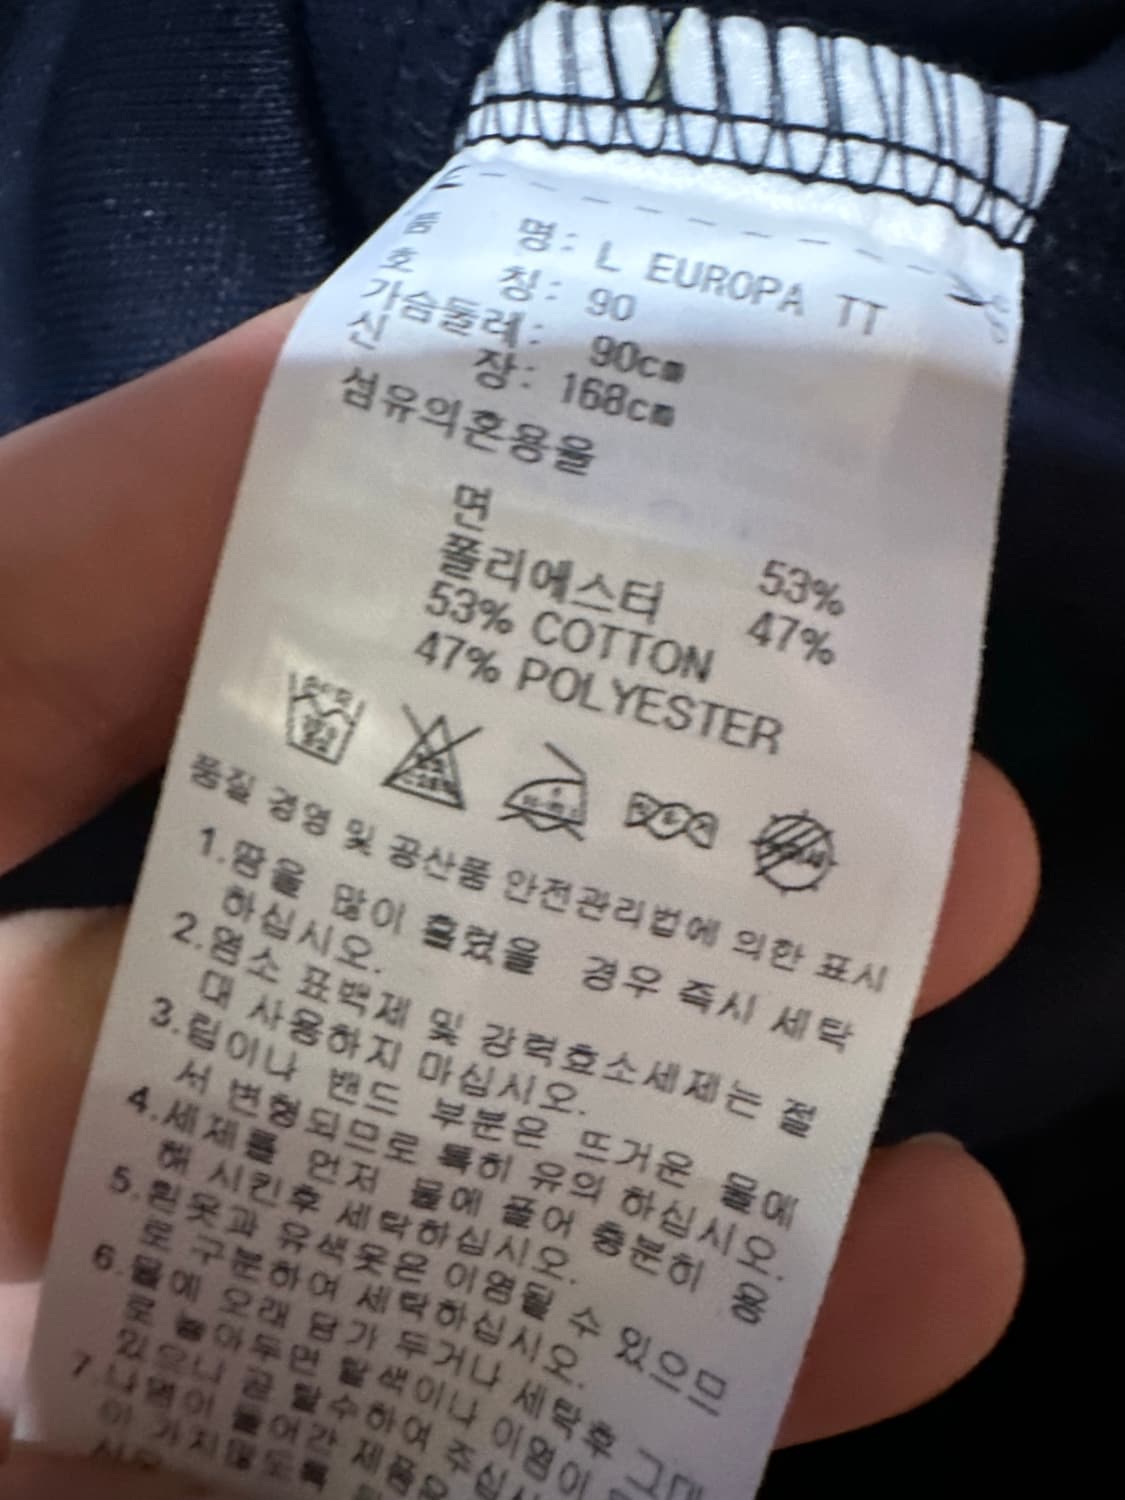 품 명: L EUROPA TT
호 칭: 90
가슴둘레: 90cm
신 장: 168cm
섬유의혼용율
면 53%
폴리에스터 47%
53% COTTON
47% POLYESTER
품질 경영 및 공산품 안전관리법에 의한 표시
1.땀을 많이 흘렸을 경우 즉시 세탁
하십시오.
2.염소 표백제 및 강력효소세제는 절
대 사용하지 마십시오.
3.립이나 밴드 부분은 뜨거운 물에
서 변형되므로 특히 유의 하십시오.
4.세제를 먼저 물에 풀어 충분히 용
해 시킨후 세탁하십시오.
5.흰옷과 유색옷은 이염될 수 있으므
로 구분하여 세탁하십시오.
6.물에 오래 담가 두거나 세탁후 그대
로 놓아두면 탈색이나 이염이
있으니 탈수하여 주십시
7.나염이 들어간 제품은